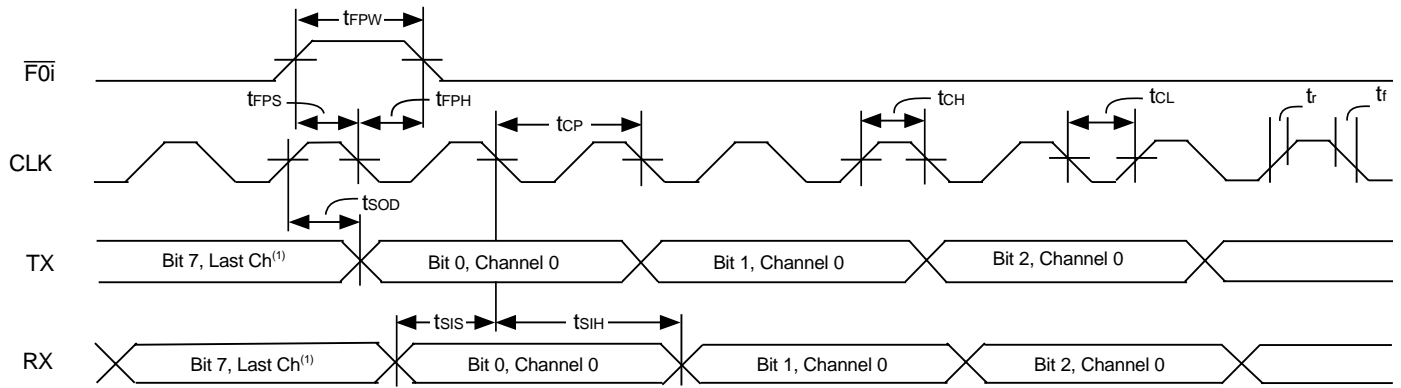 tFPW
F0i
tFPS
tFPH
tCP
tCH
tCL
tr
tf
CLK
tSOD
TX
Bit 7, Last Ch(1)
Bit 0, Channel 0
Bit 1, Channel 0
Bit 2, Channel 0
tSIS
tSIH
RX
Bit 7, Last Ch(1)
Bit 0, Channel 0
Bit 1, Channel 0
Bit 2, Channel 0